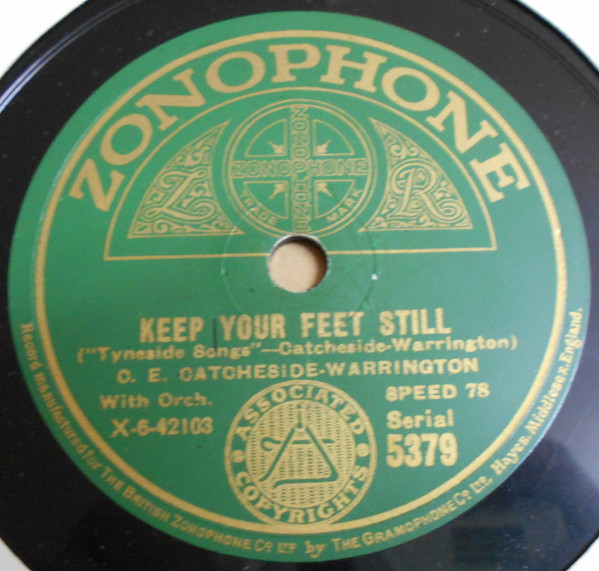 ZONOPHONE
Z
ZONOPHONE
ZONOPHONE
R
TRADE MARK
KEEP YOUR FEET STILL
("Tyneside Songs"—Catcheside-Warrington)
C. E. CATCHESIDE-WARRINGTON
With Orch.
SPEED 78
X-6-42103
Serial
5379
ASSOCIATED
COPYRIGHTS
Record manufactured for THE BRITISH ZONOPHONE Co LTD by THE GRAMOPHONE Co LTD, Hayes, Middlesex, England.